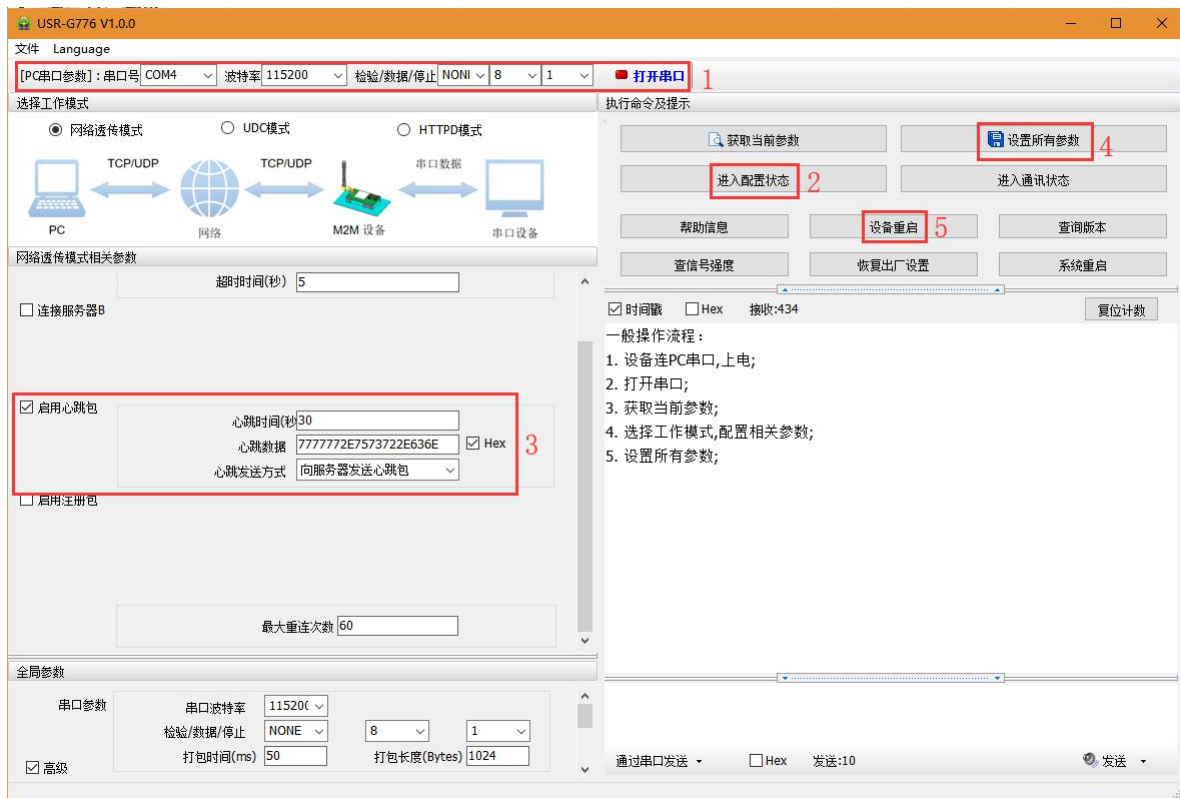 USR-G776 V1.0.0
文件 Language
[PC串口参数]：串口号 COM4 波特率 115200 检验/数据/停止 NONI 8 1 打开串口 1
选择工作模式
网络透传模式 UDC模式 HTTPD模式
TCP/UDP TCP/UDP 串口数据
PC 网络 M2M 设备 串口设备
网络透传模式相关参数
超时时间(秒) 5
连接服务器B
启用心跳包
心跳时间(秒 30
心跳数据 7777772E7573722E636E Hex 3
心跳发送方式 向服务器发送心跳包
启用注册包
最大重连次数 60
全局参数
串口参数 串口波特率 11520(
检验/数据/停止 NONE 8 1
打包时间(ms) 50 打包长度(Bytes) 1024
高级
执行命令及提示
获取当前参数 设置所有参数 4
进入配置状态 2 进入通讯状态
帮助信息 设备重启 5 查询版本
查信号强度 恢复出厂设置 系统重启
时间戳 Hex 接收:434 复位计数
一般操作流程：
1. 设备连PC串口,上电;
2. 打开串口;
3. 获取当前参数;
4. 选择工作模式,配置相关参数;
5. 设置所有参数;
通过串口发送 Hex 发送:10 发送